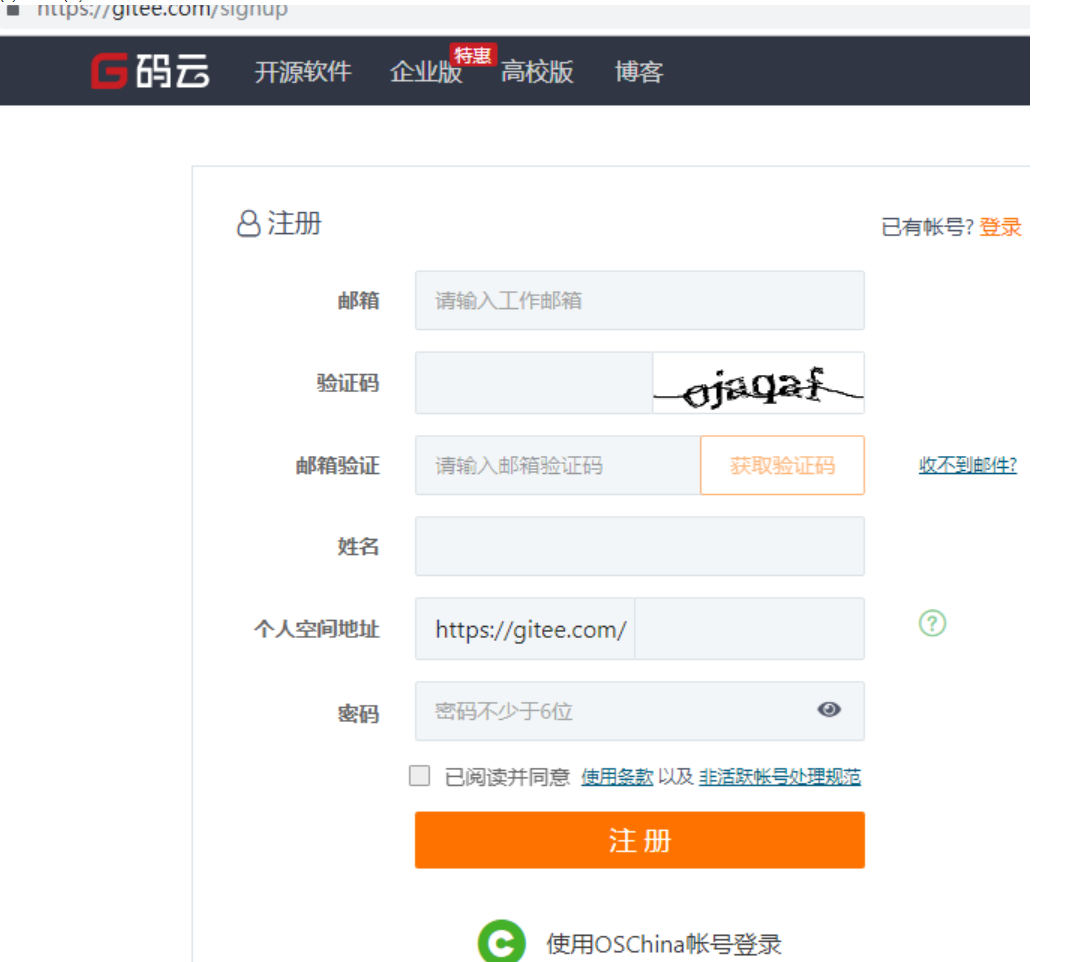 https://gitee.com/signup
G码云 开源软件 企业版 特惠 高校版 博客
注册 已有帐号? 登录
邮箱 请输入工作邮箱
验证码 ojaqaf
邮箱验证 请输入邮箱验证码 获取验证码 收不到邮件?
姓名
个人空间地址 https://gitee.com/ ?
密码 密码不少于6位
已阅读并同意 使用条款 以及 非活跃帐号处理规范
注 册
C 使用OSChina帐号登录